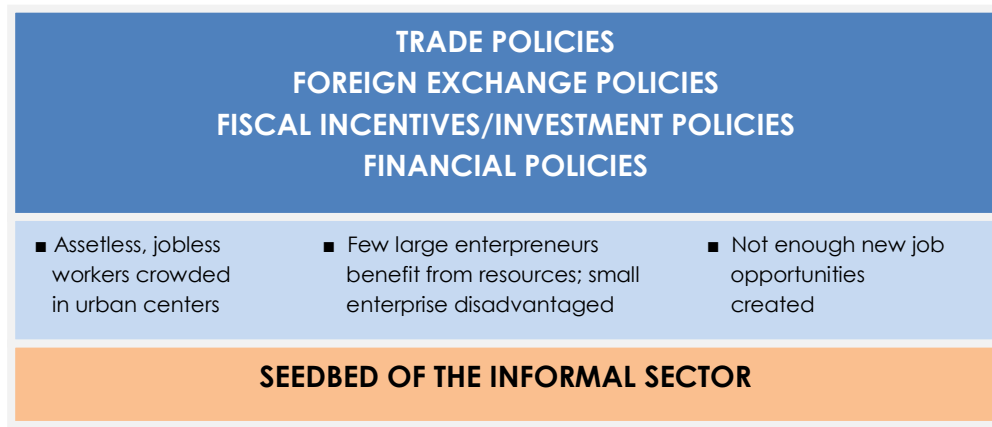 TRADE POLICIES
FOREIGN EXCHANGE POLICIES
FISCAL INCENTIVES/INVESTMENT POLICIES
FINANCIAL POLICIES
■ Assetless, jobless
workers crowded
in urban centers
■ Few large enterpreneurs
benefit from resources; small
enterprise disadvantaged
■ Not enough new job
opportunities
created
SEEDBED OF THE INFORMAL SECTOR